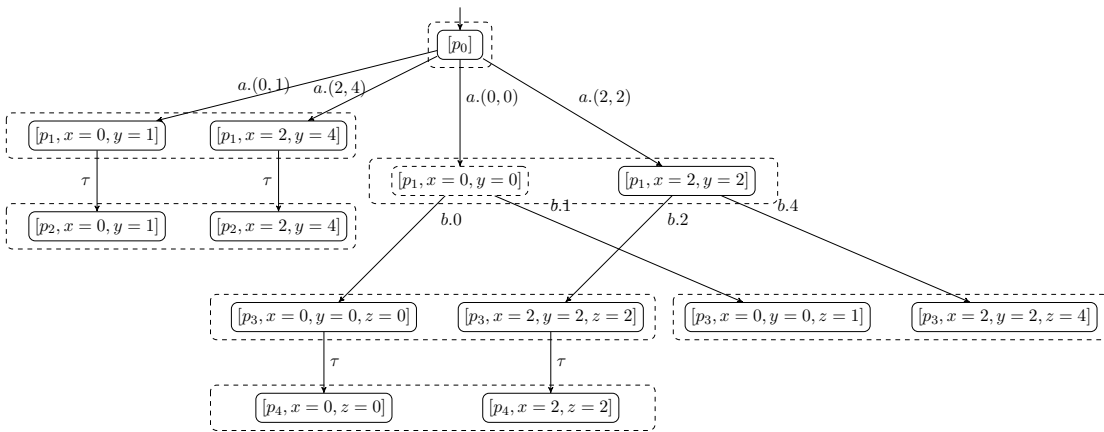 [p₀]
a.(0, 1)
a.(2, 4)
a.(0, 0)
a.(2, 2)
[p₁, x = 0, y = 1]
[p₁, x = 2, y = 4]
[p₁, x = 0, y = 0]
[p₁, x = 2, y = 2]
τ
τ
b.0
b.1
b.2
b.4
[p₂, x = 0, y = 1]
[p₂, x = 2, y = 4]
[p₃, x = 0, y = 0, z = 0]
[p₃, x = 2, y = 2, z = 2]
[p₃, x = 0, y = 0, z = 1]
[p₃, x = 2, y = 2, z = 4]
τ
τ
[p₄, x = 0, z = 0]
[p₄, x = 2, z = 2]